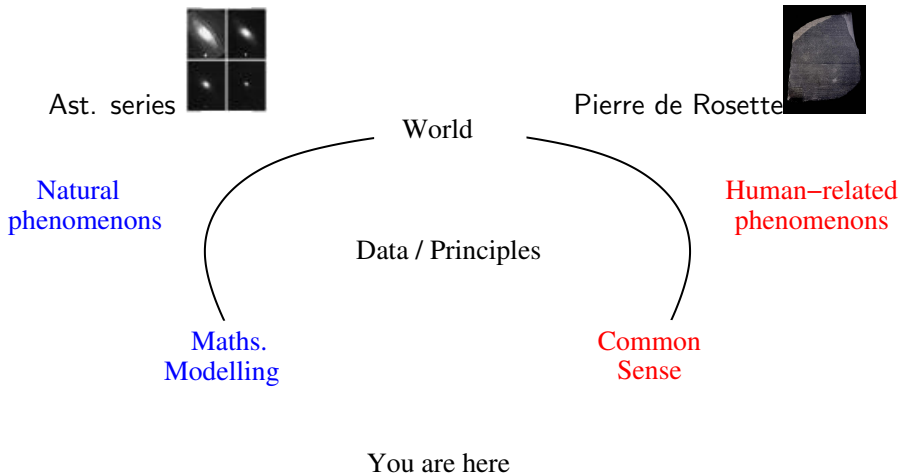 Ast. series
Pierre de Rosette
World
Natural
phenomenons
Human−related
phenomenons
Data / Principles
Maths.
Modelling
Common
Sense
You are here